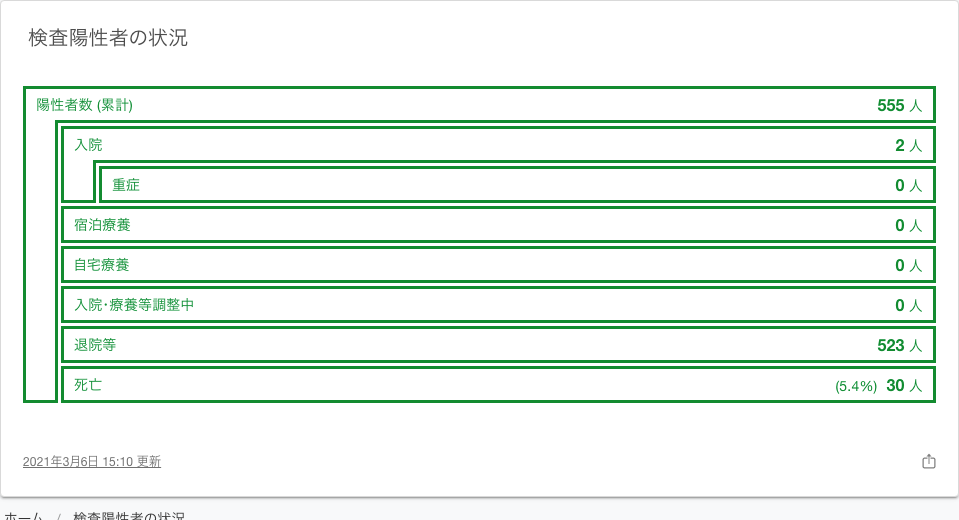 検査陽性者の状況
陽性者数 (累計) 555 人
入院 2 人
重症 0 人
宿泊療養 0 人
自宅療養 0 人
入院･療養等調整中 0 人
退院等 523 人
死亡 (5.4%) 30 人
2021年3月6日 15:10 更新
ホーム / 検査陽性者の状況